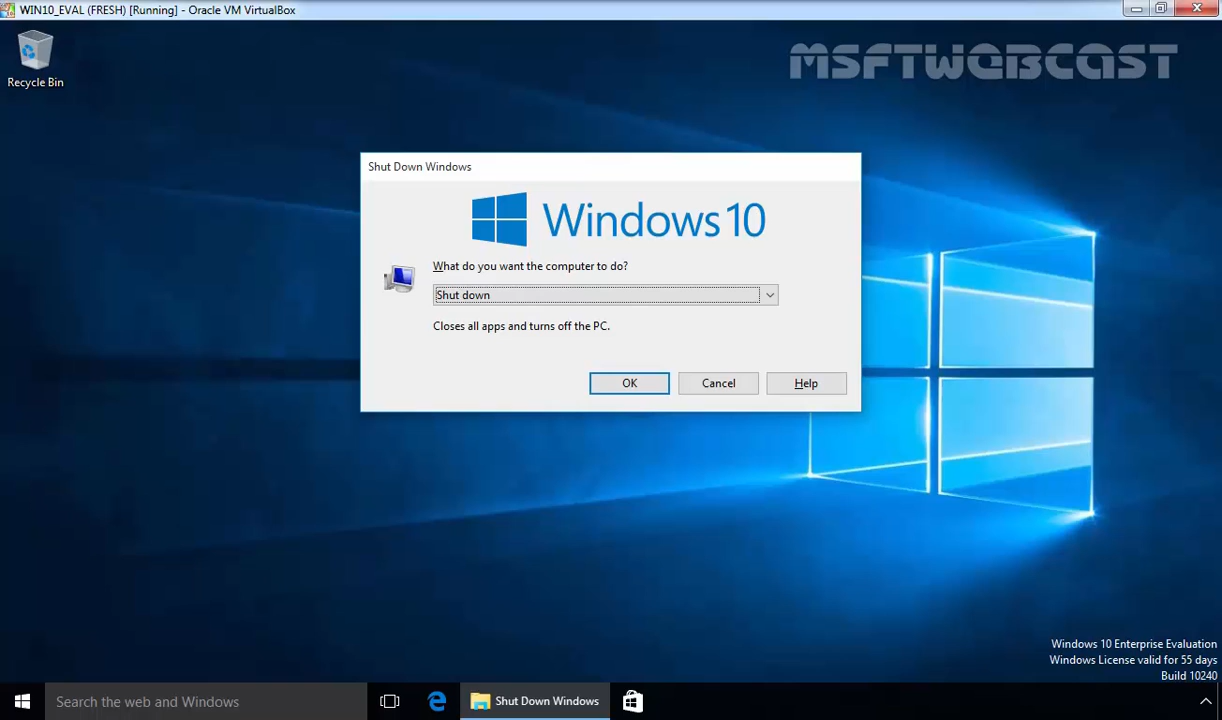 WIN10_EVAL (FRESH) [Running] - Oracle VM VirtualBox
MSFTWEBCAST
Recycle Bin
Shut Down Windows
Windows 10
What do you want the computer to do?
Shut down
Closes all apps and turns off the PC.
OK Cancel Help
Windows 10 Enterprise Evaluation
Windows License valid for 55 days
Build 10240
Search the web and Windows
Shut Down Windows